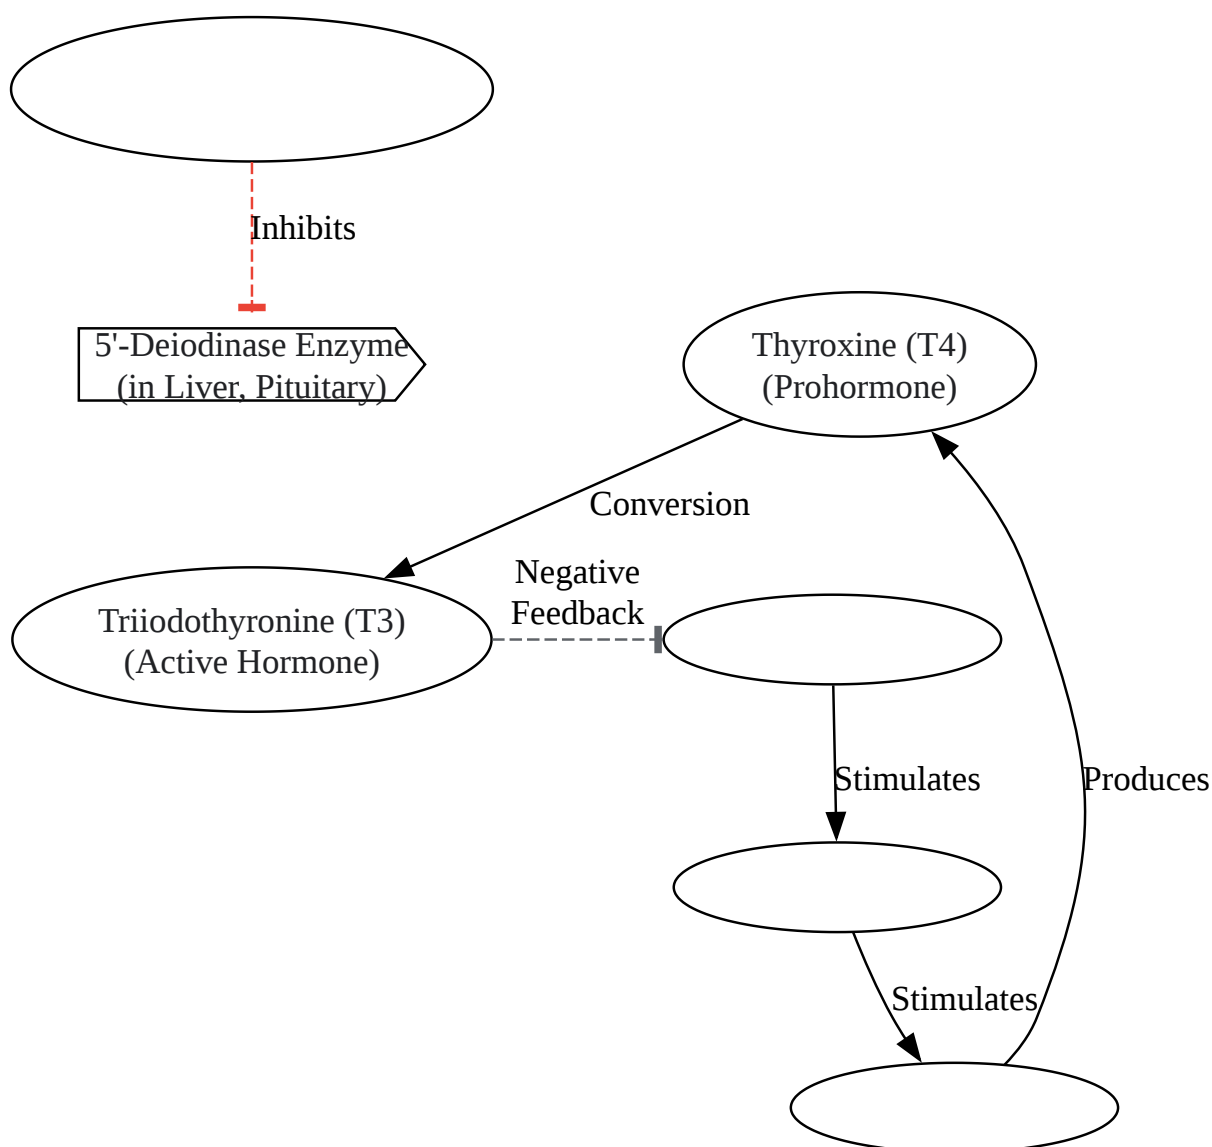 Inhibits
5'-Deiodinase Enzyme
(in Liver, Pituitary)
Thyroxine (T4)
(Prohormone)
Conversion
Negative
Feedback
Triiodothyronine (T3)
(Active Hormone)
Stimulates
Produces
Stimulates